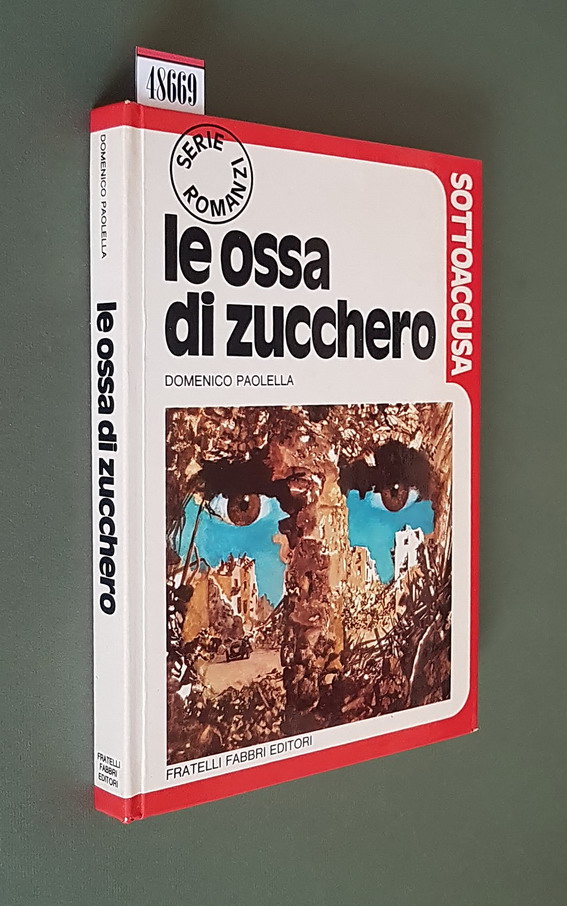 48669
SERIE
ROMANZI
le ossa
di zucchero
DOMENICO PAOLELLA
SOTTOACCUSA
FRATELLI FABBRI EDITORI
DOMENICO PAOLELLA
le ossa di zucchero
FRATELLI
FABBRI
EDITORI